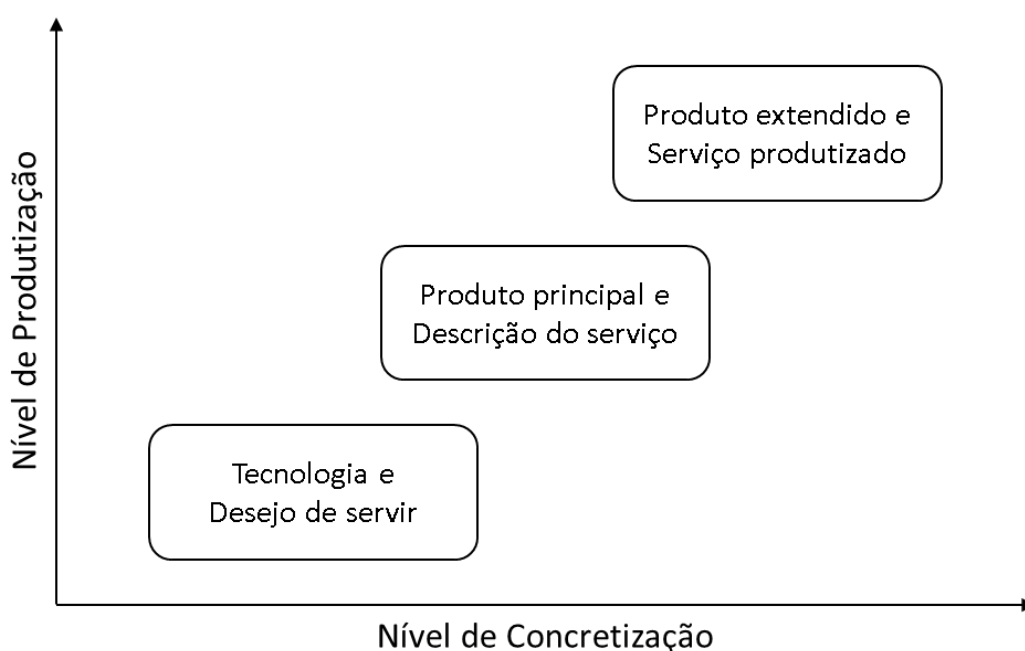 Nível de Produtização
Produto extendido e
Serviço produtizado
Produto principal e
Descrição do serviço
Tecnologia e
Desejo de servir
Nível de Concretização